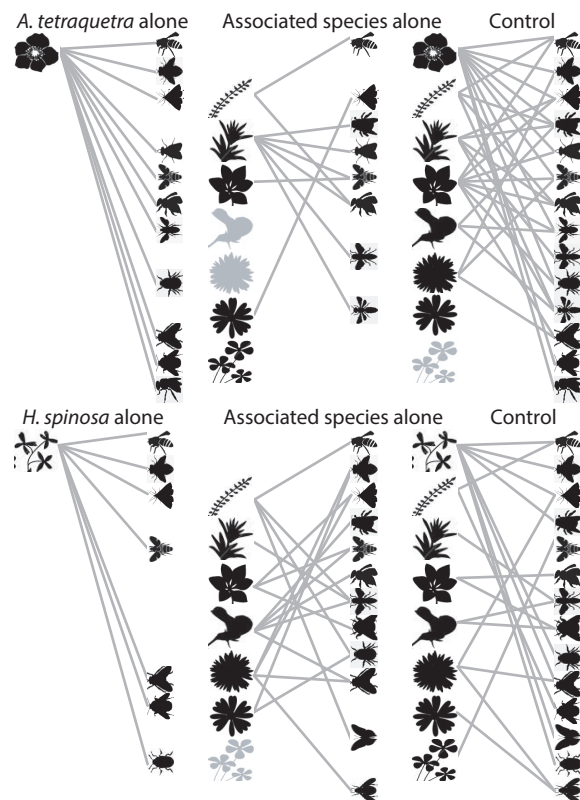 A. tetraquetra alone Associated species alone Control
H. spinosa alone Associated species alone Control